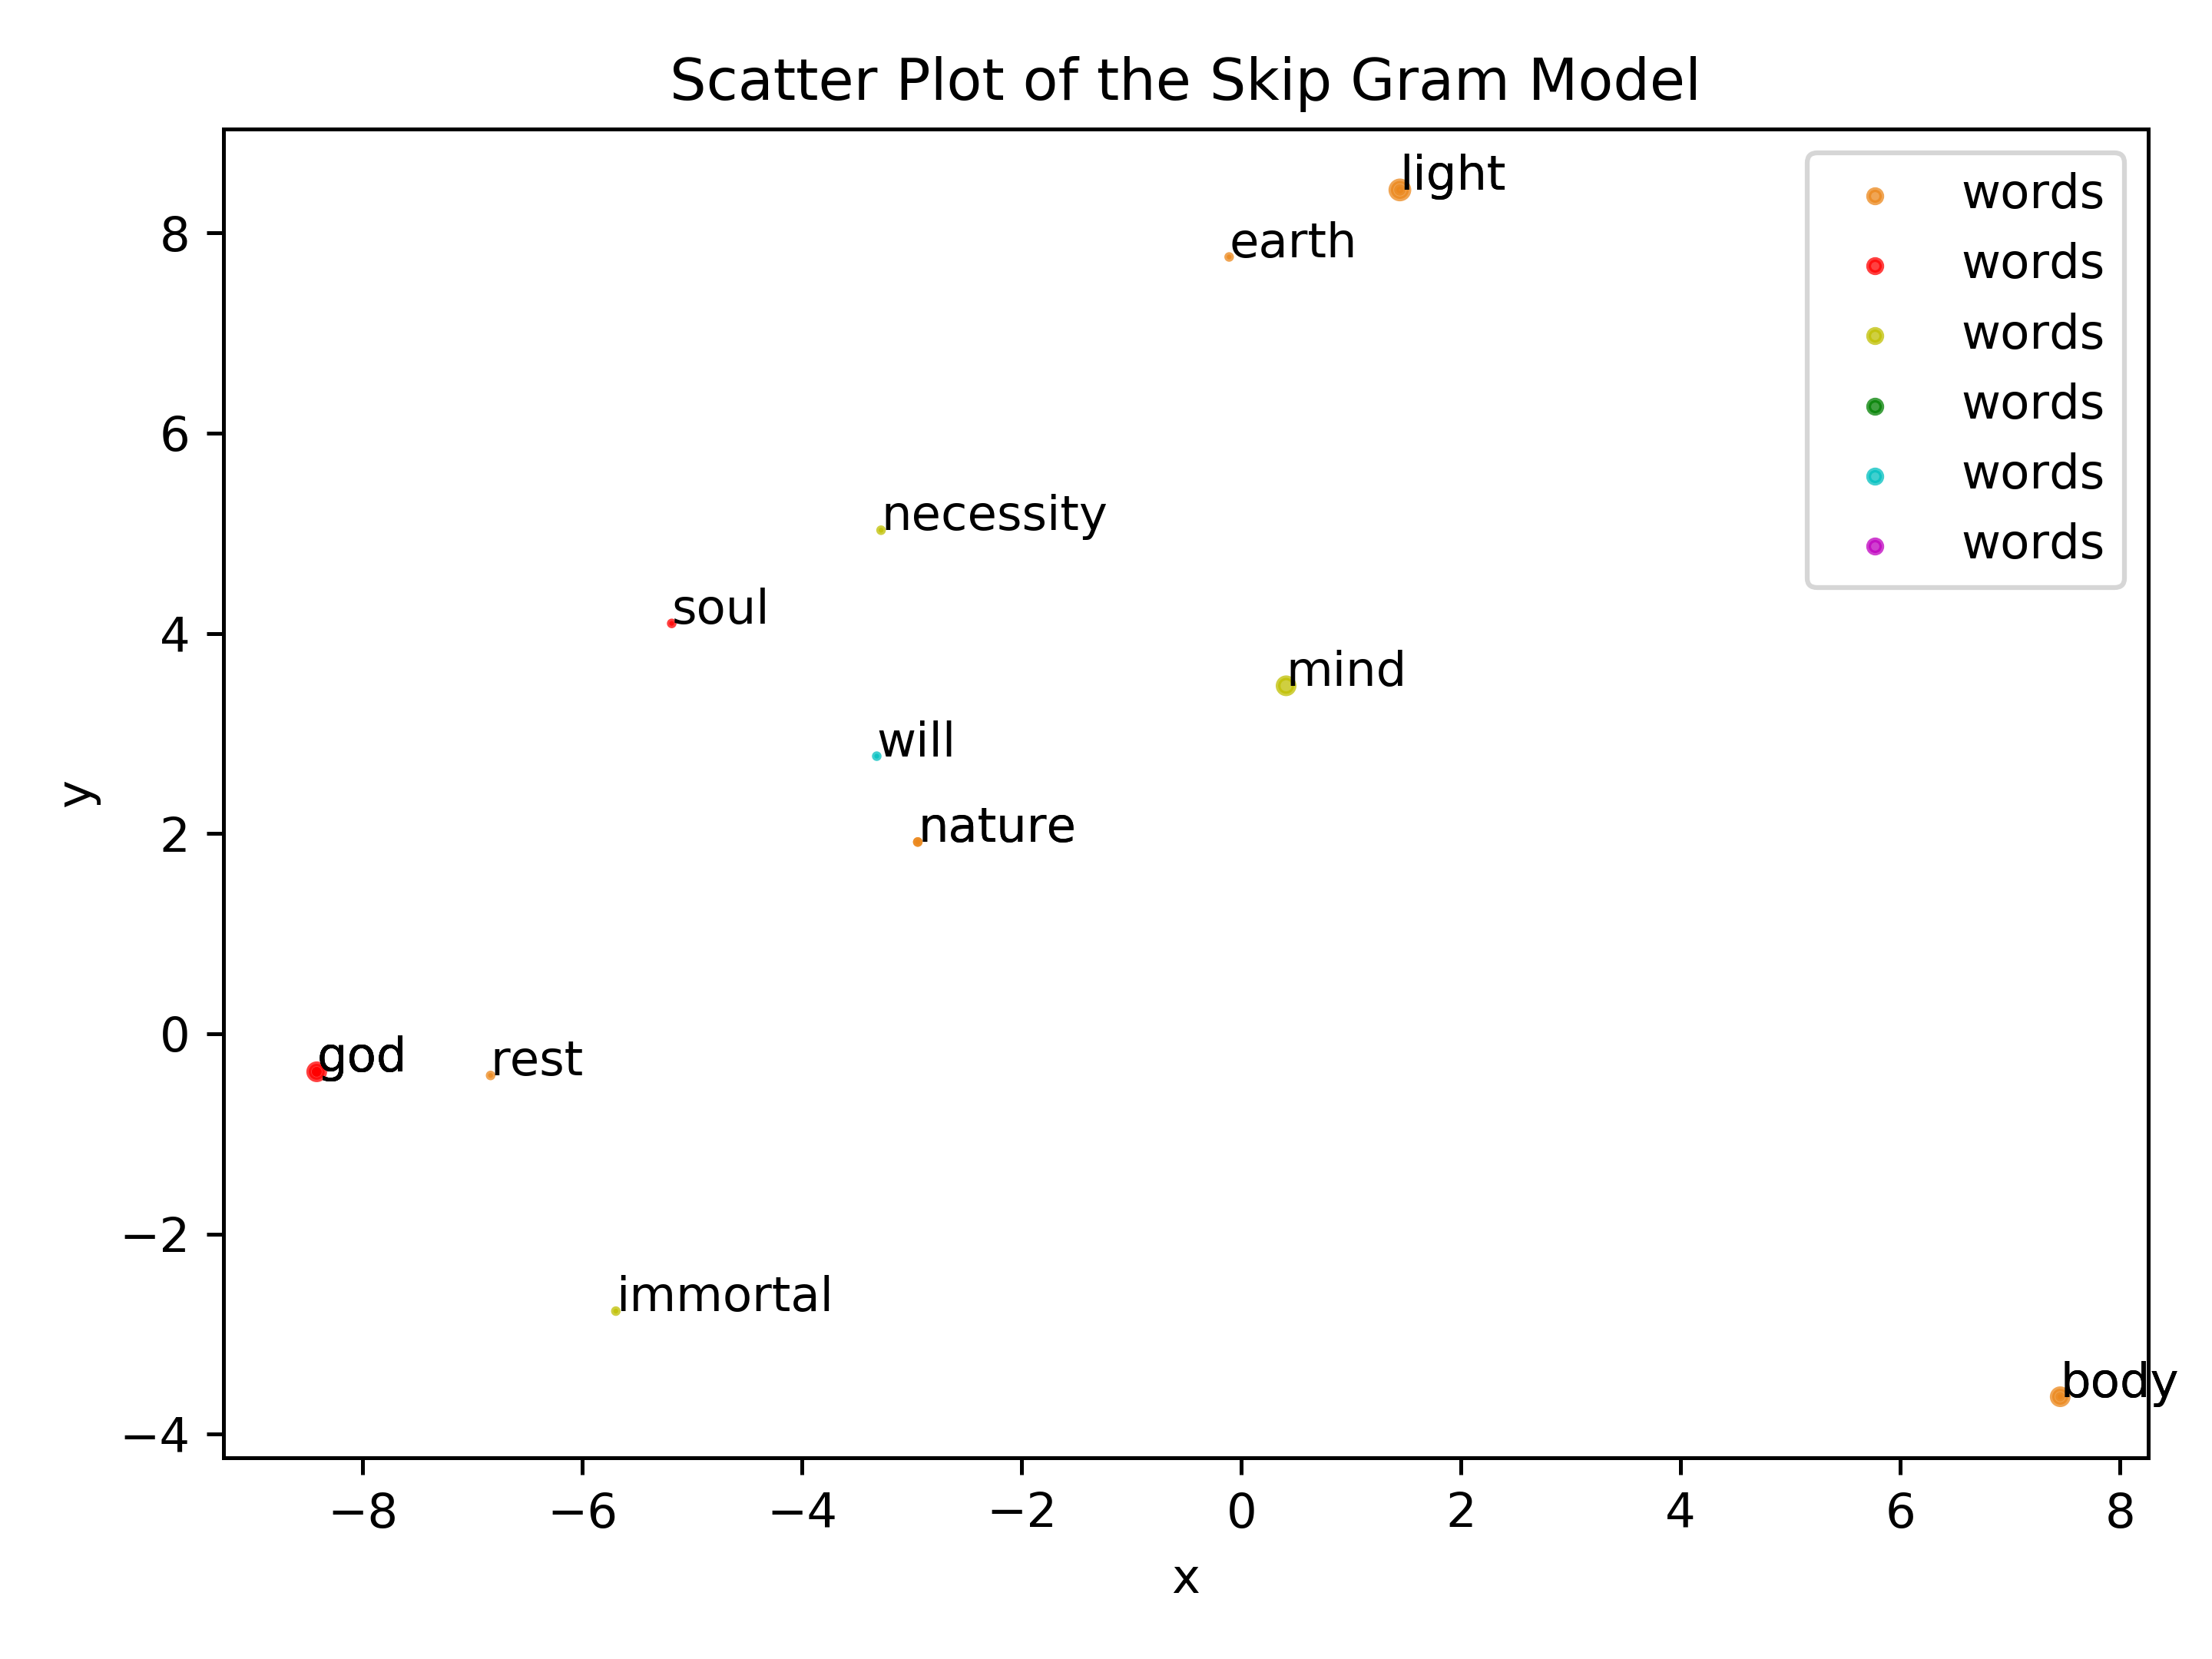 Scatter Plot of the Skip Gram Model
light
earth
necessity
soul
mind
will
nature
god
rest
immortal
body
words
words
words
words
words
words
y
8
6
4
2
0
−2
−4
−8
−6
−4
−2
0
2
4
6
8
x